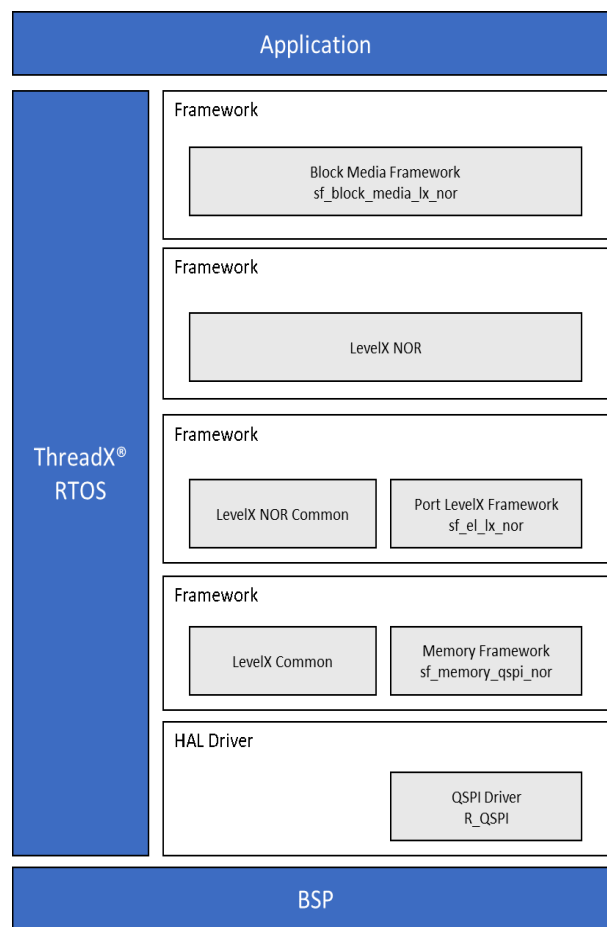 Application
ThreadX®
RTOS
Framework
Block Media Framework
sf_block_media_lx_nor
Framework
LevelX NOR
Framework
LevelX NOR Common
Port LevelX Framework
sf_el_lx_nor
Framework
LevelX Common
Memory Framework
sf_memory_qspi_nor
HAL Driver
QSPI Driver
R_QSPI
BSP